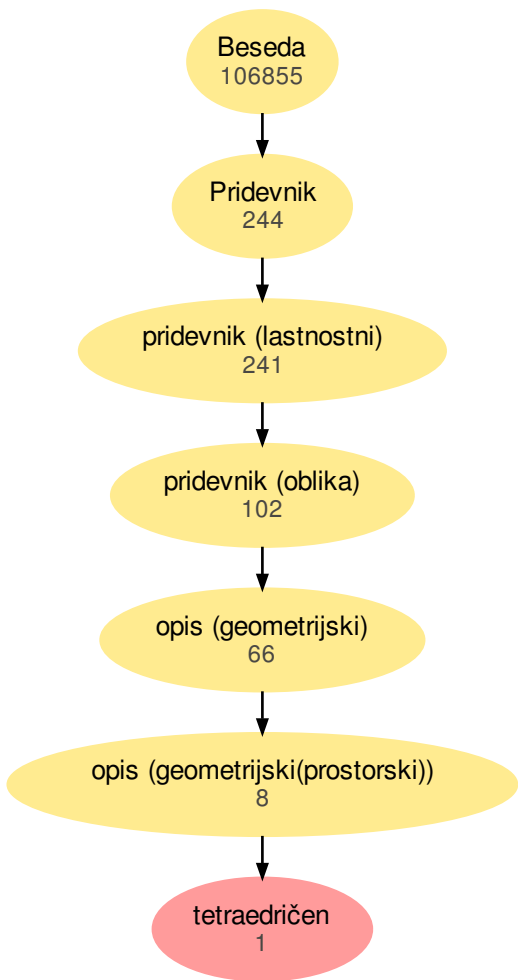 Beseda
106855
Pridevnik
244
pridevnik (lastnostni)
241
pridevnik (oblika)
102
opis (geometrijski)
66
opis (geometrijski(prostorski))
8
tetraedričen
1